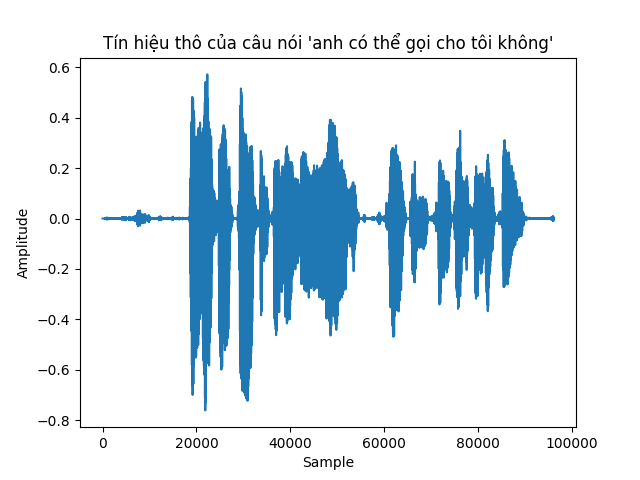 Tín hiệu thô của câu nói 'anh có thể gọi cho tôi không'
0.6
0.4
0.2
0.0
−0.2
−0.4
−0.6
−0.8
Amplitude
0 20000 40000 60000 80000 100000
Sample